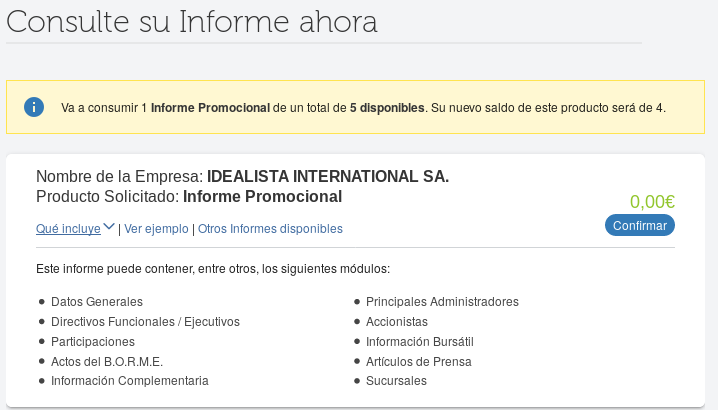 Consulte su Informe ahora
Va a consumir 1 Informe Promocional de un total de 5 disponibles. Su nuevo saldo de este producto será de 4.
Nombre de la Empresa: IDEALISTA INTERNATIONAL SA.
Producto Solicitado: Informe Promocional
0,00€
Qué incluye | Ver ejemplo | Otros Informes disponibles
Confirmar
Este informe puede contener, entre otros, los siguientes módulos:
Datos Generales
Directivos Funcionales / Ejecutivos
Participaciones
Actos del B.O.R.M.E.
Información Complementaria
Principales Administradores
Accionistas
Información Bursátil
Artículos de Prensa
Sucursales